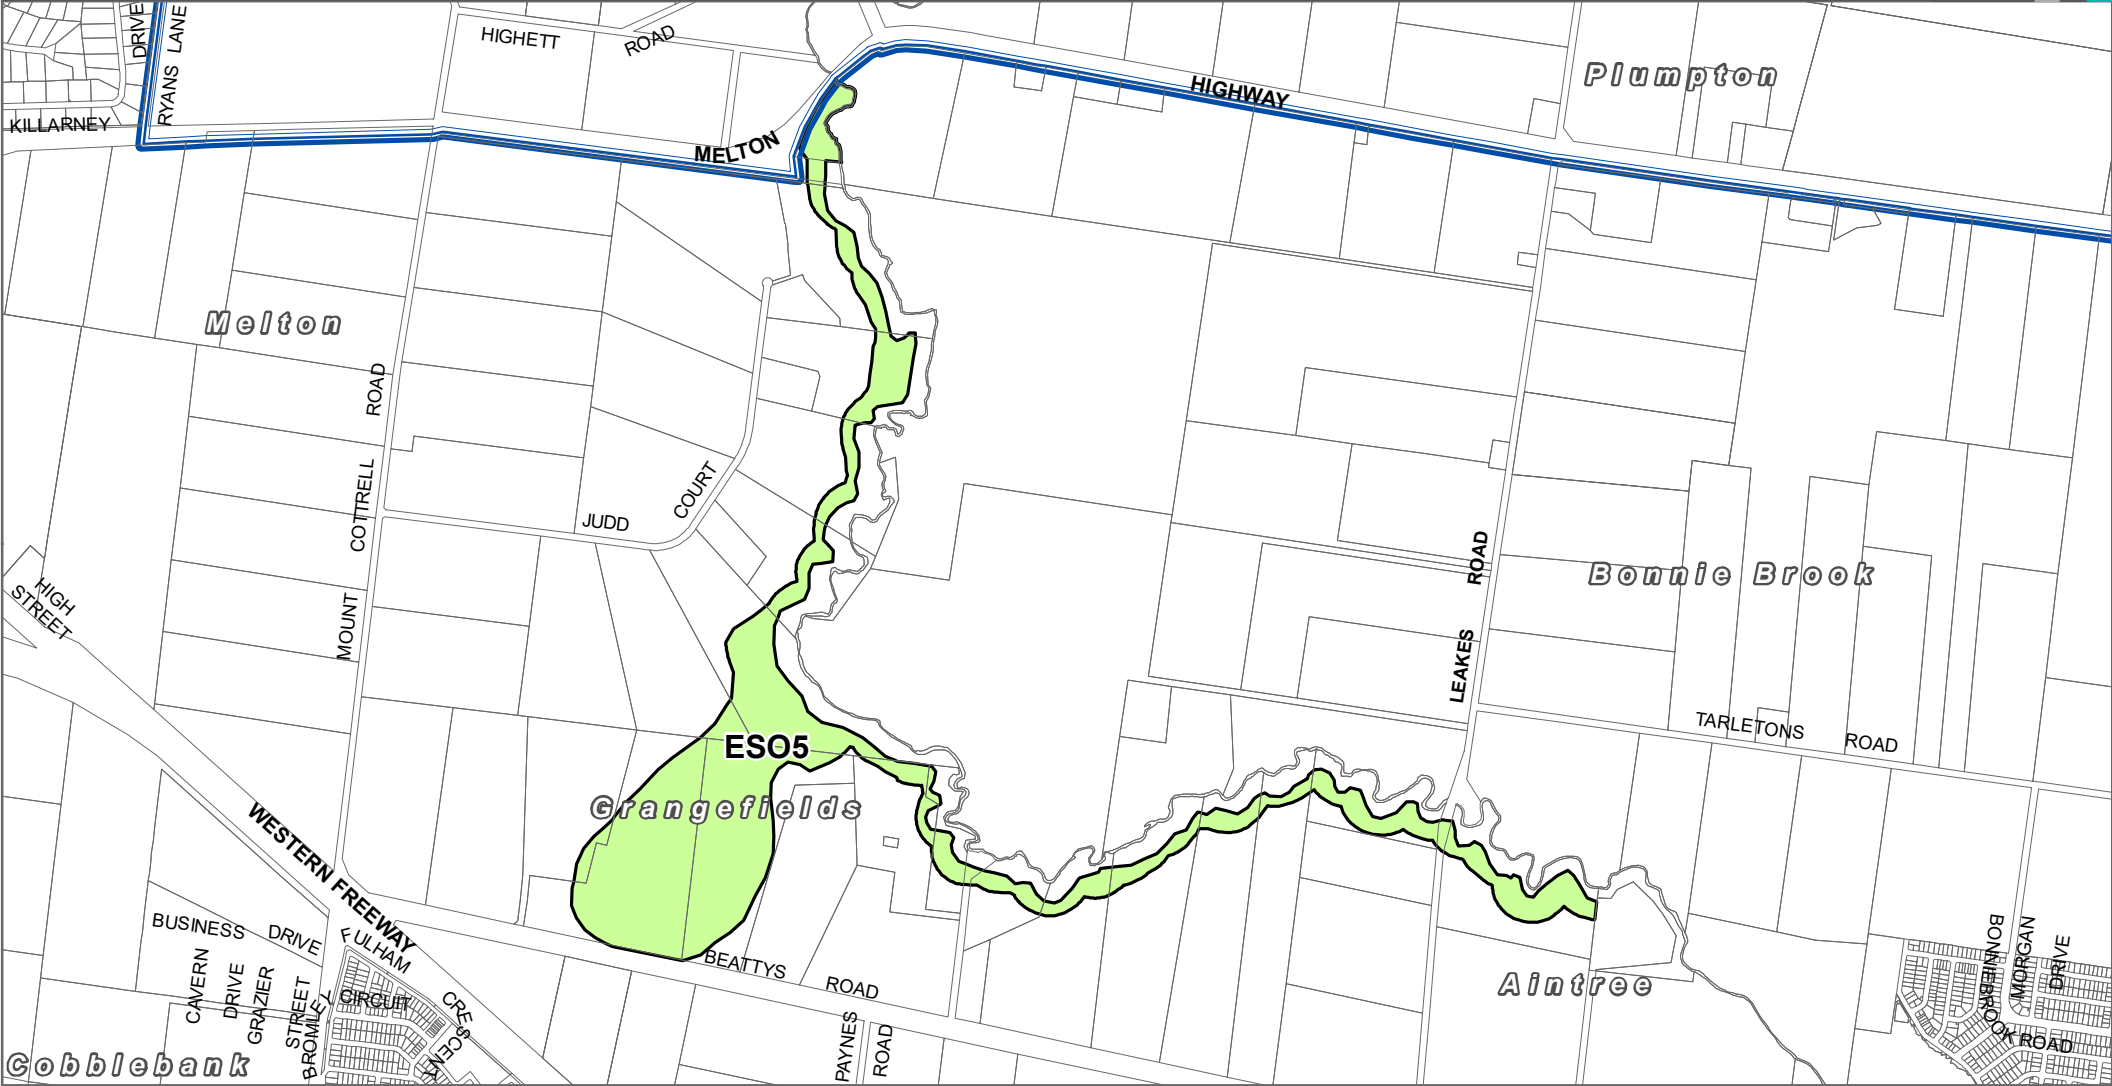 DRIVE
RYANS LANE
KILLARNEY
HIGHETT
ROAD
MELTON
HIGHWAY
Plumpton
Melton
ROAD
COTTRELL
MOUNT
JUDD
COURT
HIGH
STREET
ROAD
LEAKES
Bonnie Brook
TARLETONS
ROAD
ESO5
Grangefields
WESTERN FREEWAY
BUSINESS
DRIVE
FULHAM
CAVERN
DRIVE
GRAZIER
STREET
BROMLEY
CIRCUIT
CRESCENT
BEATTYS
ROAD
PAYNES
ROAD
Aintree
BONNIEBROOK ROAD
MORGAN
DRIVE
Cobblebank